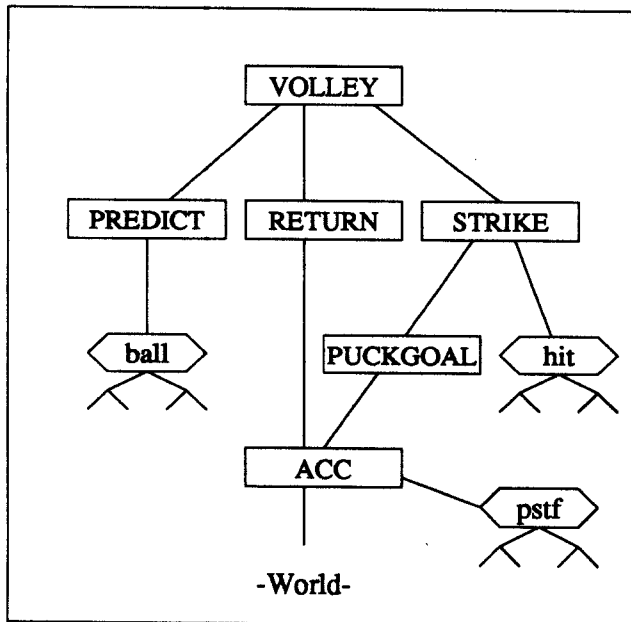 VOLLEY
PREDICT RETURN STRIKE
ball PUCKGOAL hit
ACC
pstf
-World-